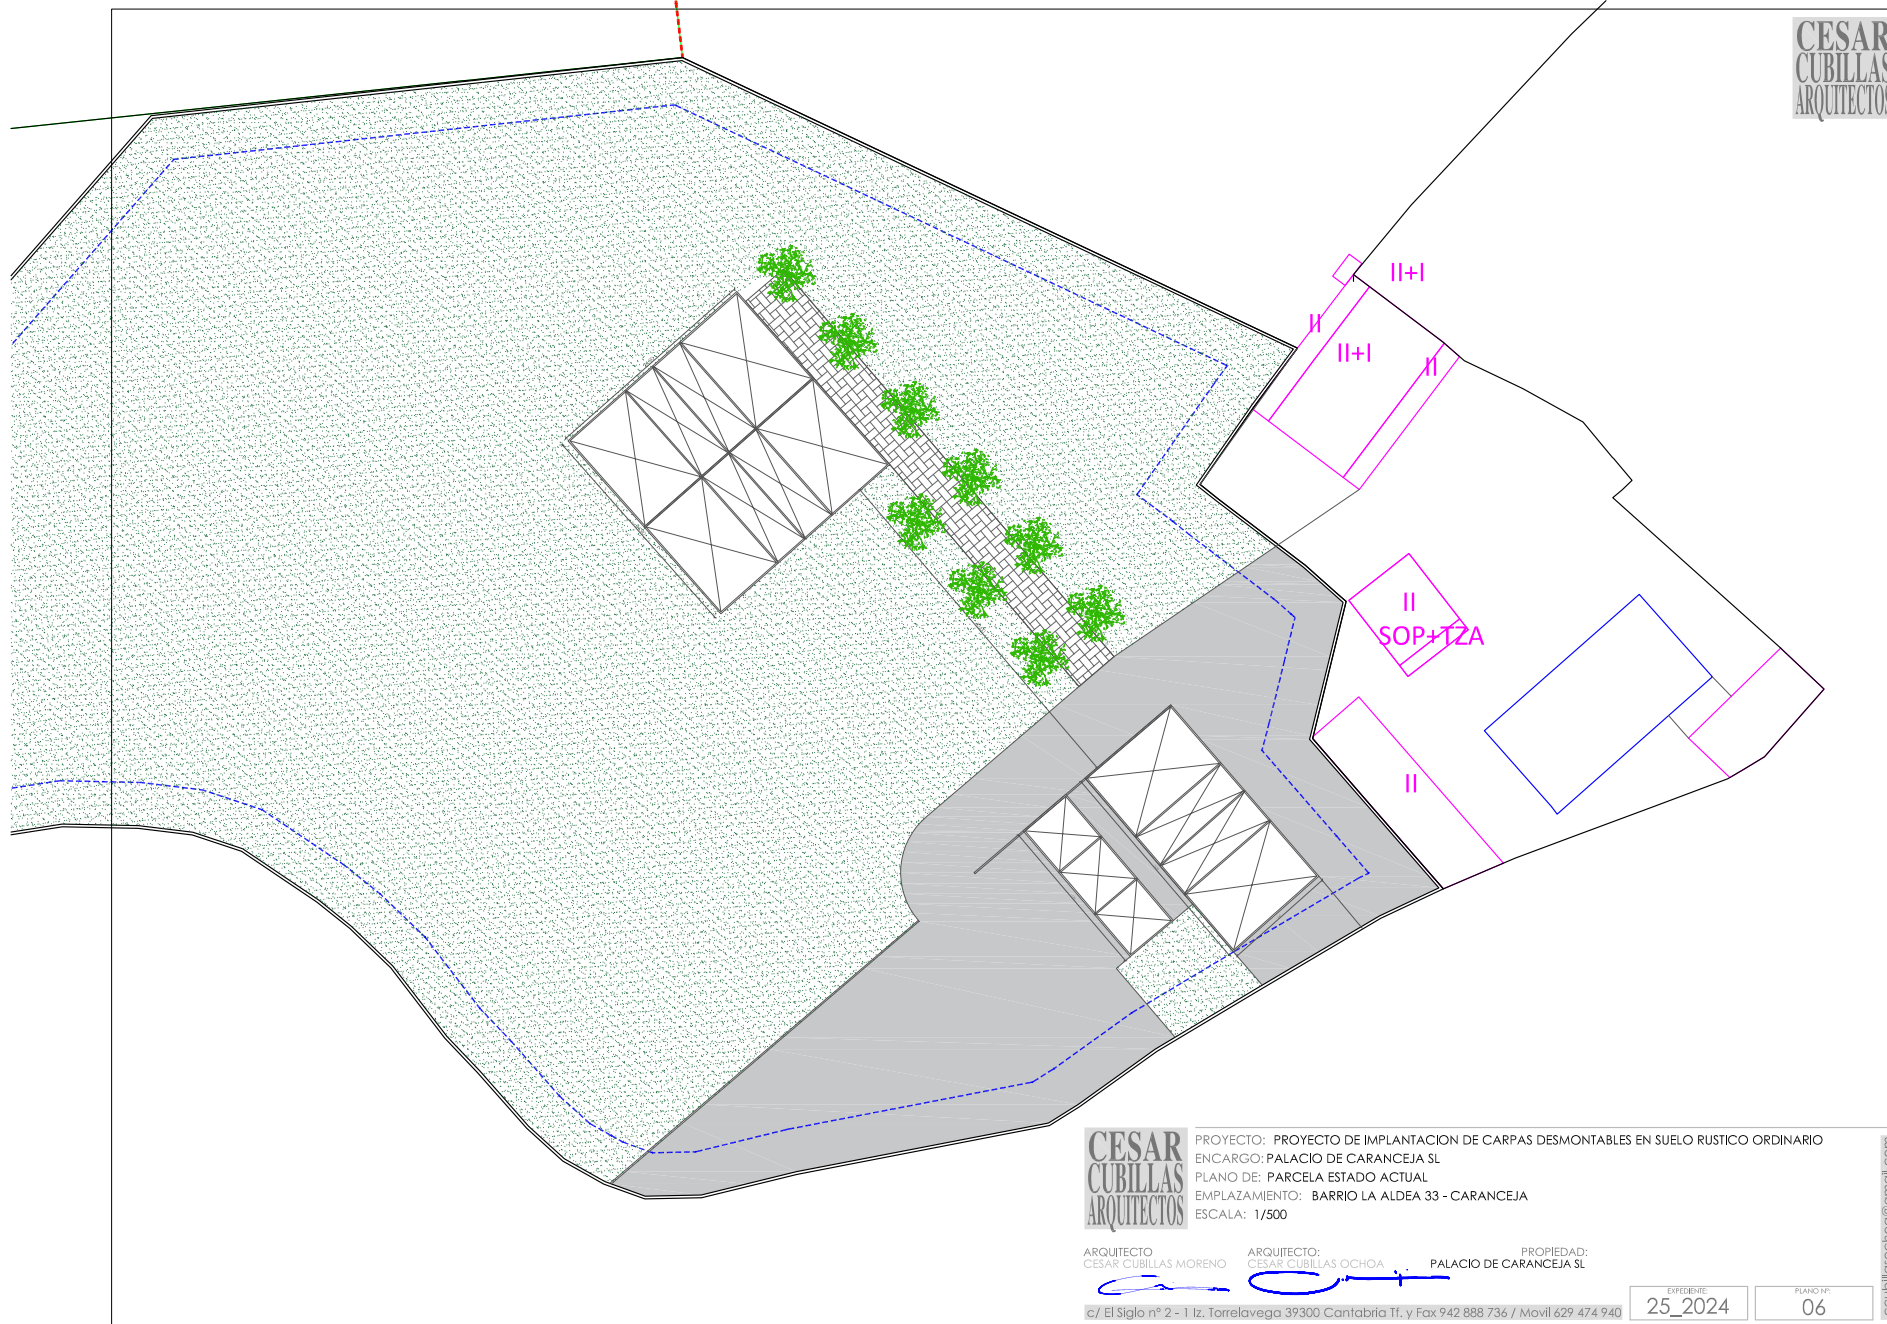 CESAR
CUBILLAS
ARQUITECTOS
II+I
II
II+I
II
II
SOP+TZA
II
CESAR
CUBILLAS
ARQUITECTOS
PROYECTO: PROYECTO DE IMPLANTACION DE CARPAS DESMONTABLES EN SUELO RUSTICO ORDINARIO
ENCARGO: PALACIO DE CARANCEJA SL
PLANO DE: PARCELA ESTADO ACTUAL
EMPLAZAMIENTO: BARRIO LA ALDEA 33 - CARANCEJA
ESCALA: 1/500
ARQUITECTO ARQUITECTO: PROPIEDAD:
CESAR CUBILLAS MORENO CESAR CUBILLAS OCHOA PALACIO DE CARANCEJA SL
c/ El Siglo nº 2 - 1 Iz. Torrelavega 39300 Cantabria Tf. y Fax 942 888 736 / Movil 629 474 940
EXPEDIENTE:
25_2024
PLANO Nº:
06